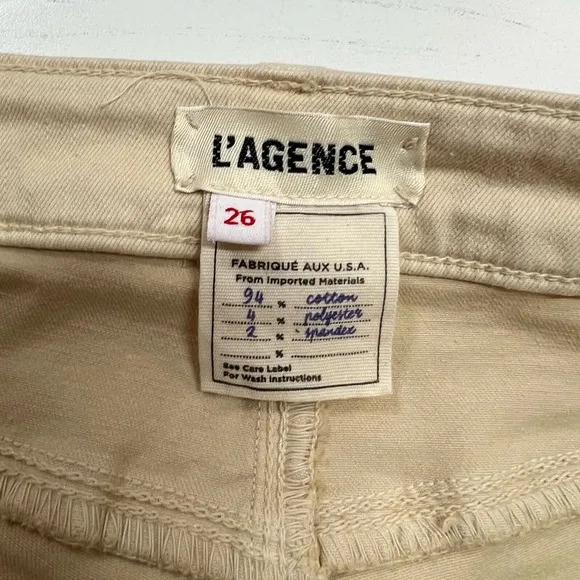 L'AGENCE
26
FABRIQUÉ AUX U.S.A.
From Imported Materials
94 % cotton
4 % polyester
2 % spandex
%
See Care Label
For Wash Instructions